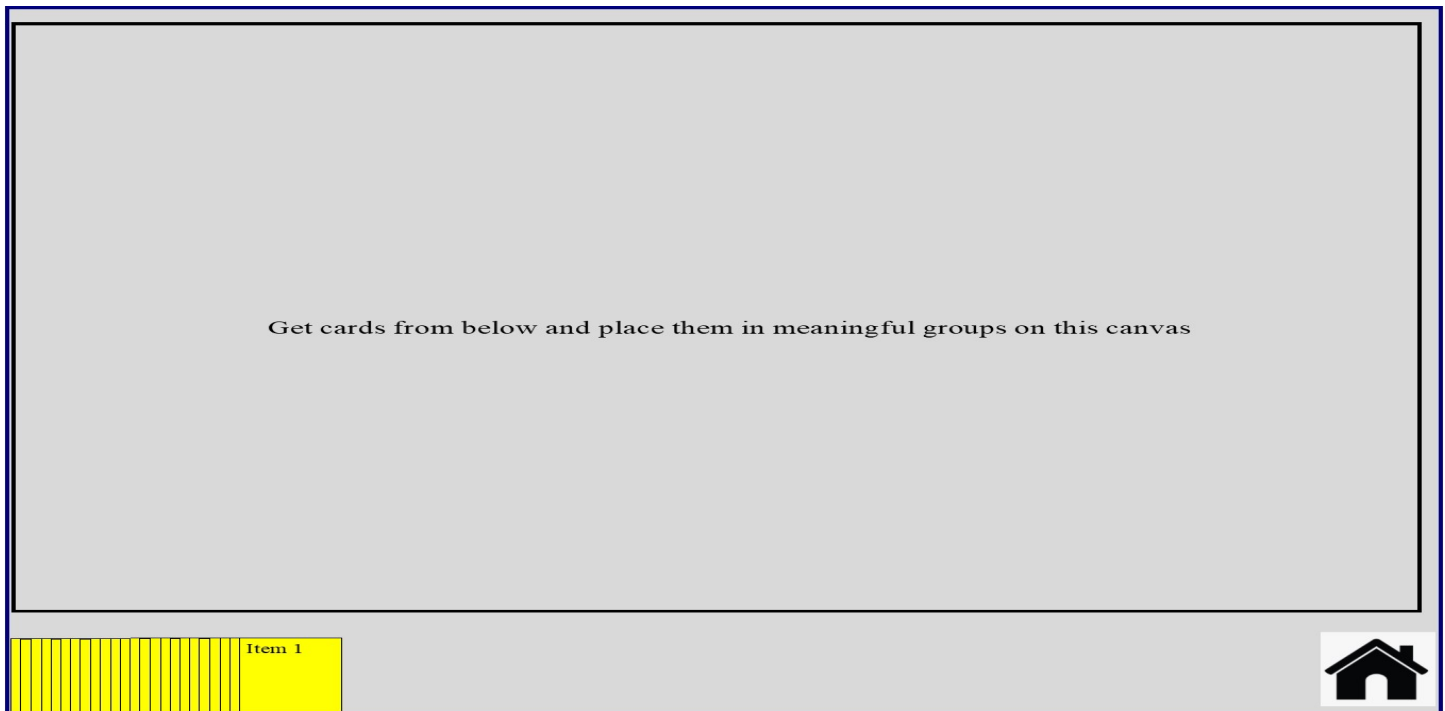 Get cards from below and place them in meaningful groups on this canvas
Item 1